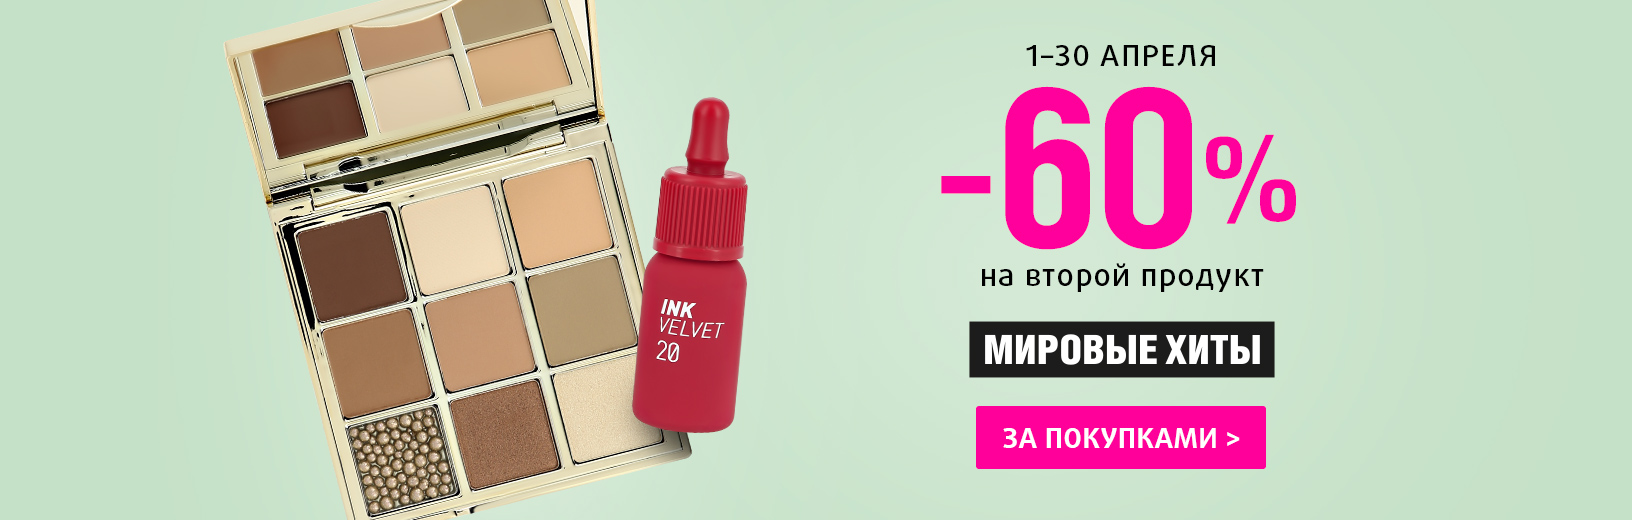 1–30 АПРЕЛЯ
-60%
на второй продукт
МИРОВЫЕ ХИТЫ
ЗА ПОКУПКАМИ >
INK
VELVET
20